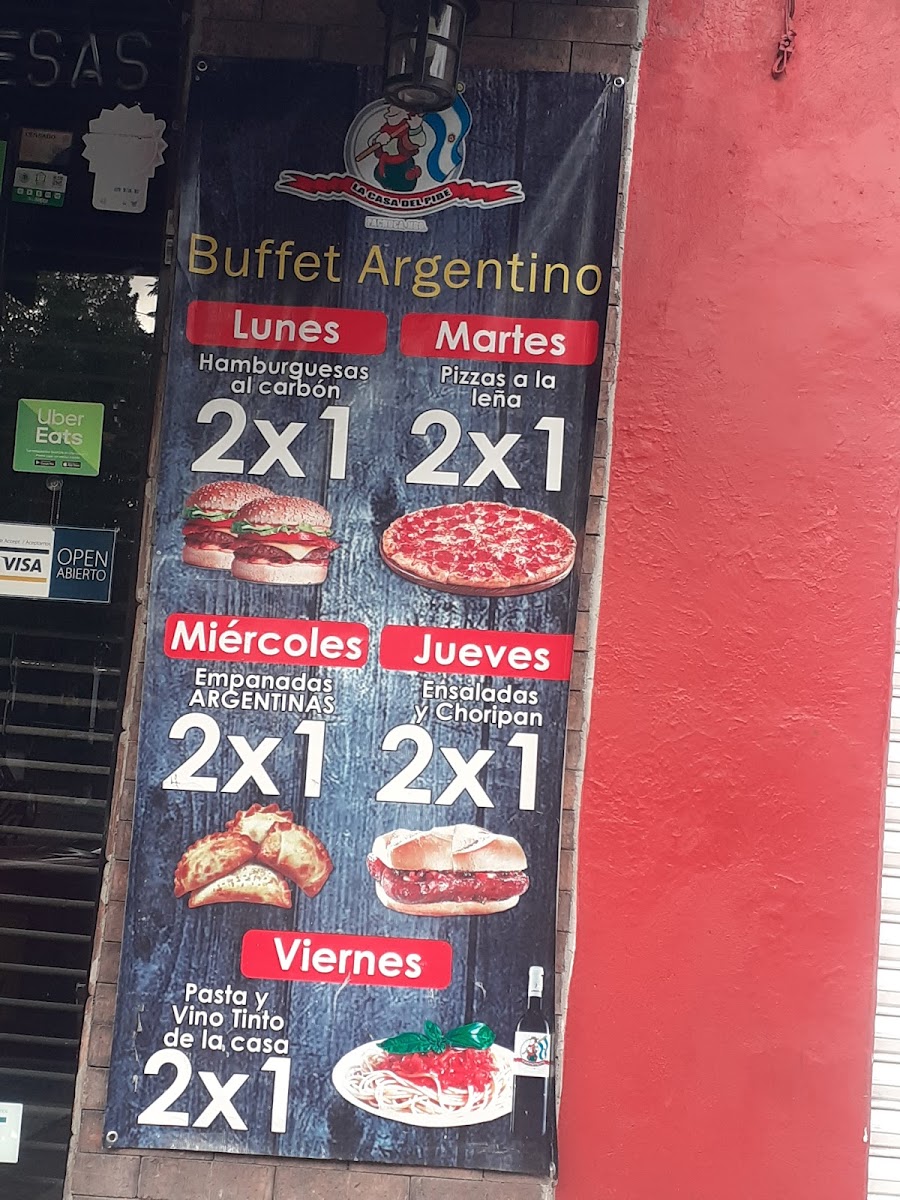 ESAS
LA CASA DEL PIBE
Buffet Argentino
Lunes
Hamburguesas
al carbón
2x1
Martes
Pizzas a la
leña
2x1
Miércoles
Empanadas
ARGENTINAS
2x1
Jueves
Ensaladas
y Choripan
2x1
Viernes
Pasta y
Vino Tinto
de la casa
2x1
Uber
Eats
VISA
OPEN
ABIERTO